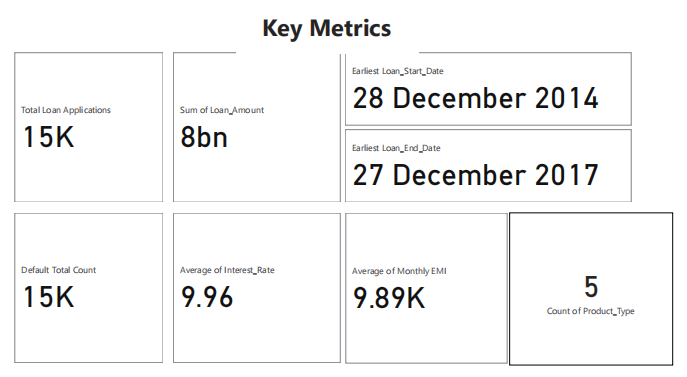 Key Metrics
Total Loan Applications
15K
Sum of Loan_Amount
8bn
Earliest Loan_Start_Date
28 December 2014
Earliest Loan_End_Date
27 December 2017
Default Total Count
15K
Average of Interest_Rate
9.96
Average of Monthly EMI
9.89K
5
Count of Product_Type